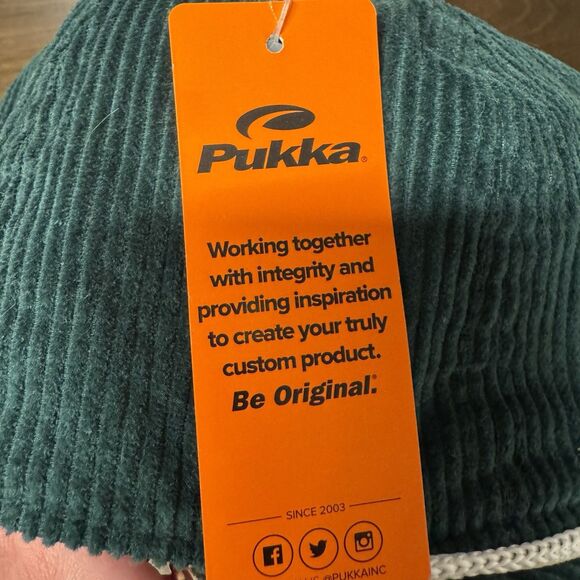 Pukka®
Working together
with integrity and
providing inspiration
to create your truly
custom product.
Be Original.®
SINCE 2003
@PUKKAINC